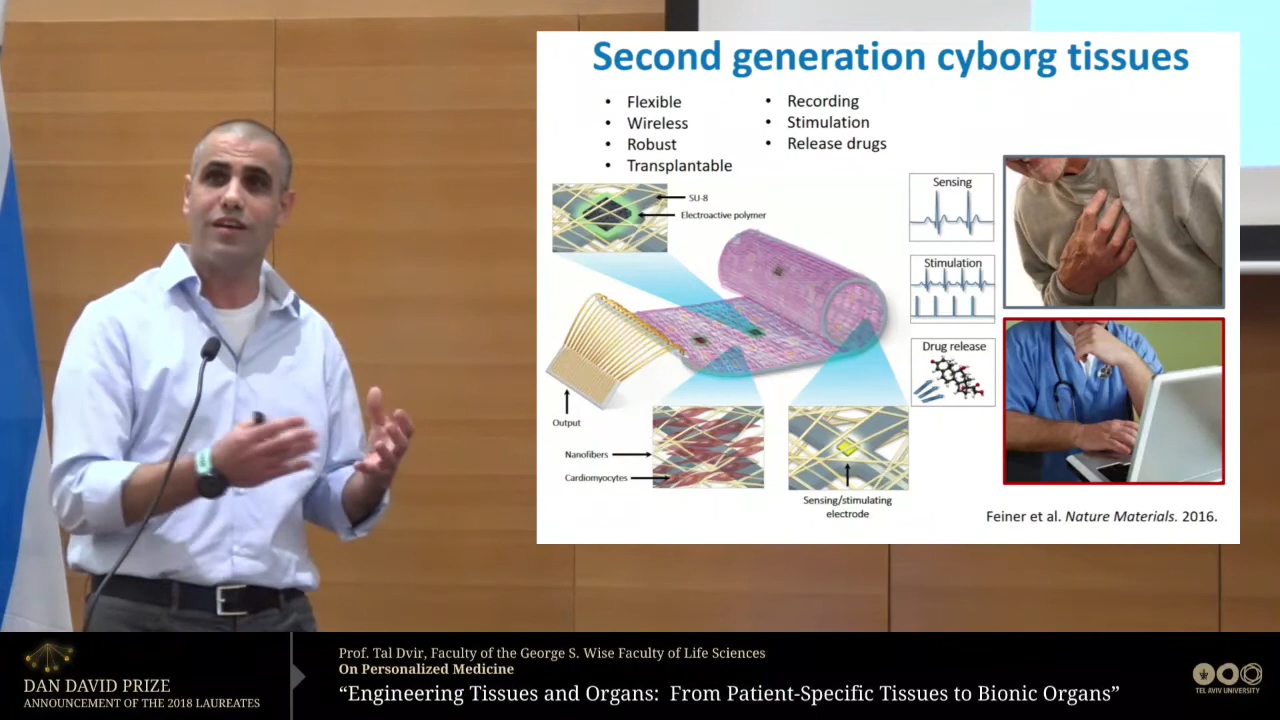 Second generation cyborg tissues
• Flexible
• Wireless
• Robust
• Transplantable
• Recording
• Stimulation
• Release drugs
SU-8
Electroactive polymer
Output
Nanofibers
Cardiomyocytes
Sensing/stimulating
electrode
Sensing
Stimulation
Drug release
Feiner et al. Nature Materials. 2016.
DAN DAVID PRIZE
ANNOUNCEMENT OF THE 2018 LAUREATES
Prof. Tal Dvir, Faculty of the George S. Wise Faculty of Life Sciences
On Personalized Medicine
“Engineering Tissues and Organs: From Patient-Specific Tissues to Bionic Organs”
TEL AVIV UNIVERSITY